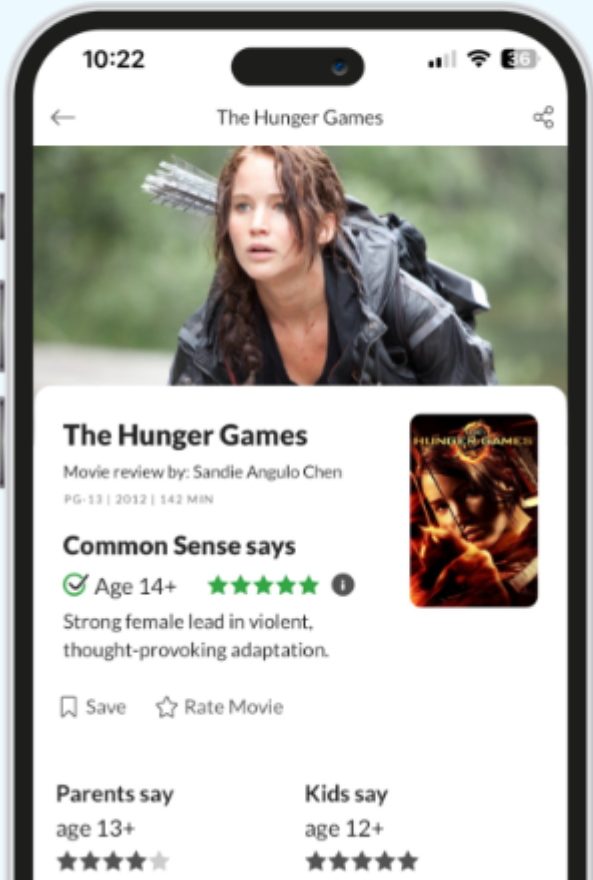 10:22
36
The Hunger Games
THE
HUNGER GAMES
The Hunger Games
Movie review by: Sandie Angulo Chen
PG-13 | 2012 | 142 MIN
Common Sense says
Age 14+
Strong female lead in violent,
thought-provoking adaptation.
Save Rate Movie
Parents say Kids say
age 13+ age 12+